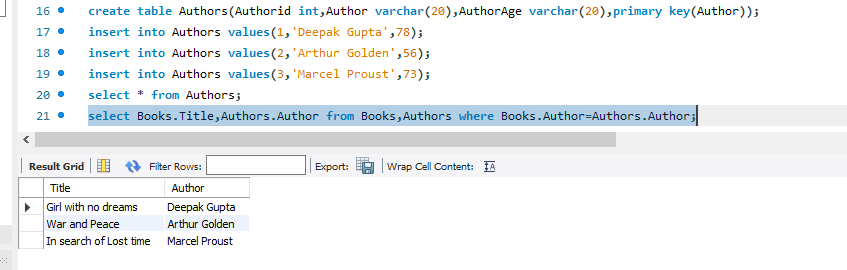 16 create table Authors(Authorid int,Author varchar(20),AuthorAge varchar(20),primary key(Author));
17 insert into Authors values(1,'Deepak Gupta',78);
18 insert into Authors values(2,'Arthur Golden',56);
19 insert into Authors values(3,'Marcel Proust',73);
20 select * from Authors;
21 select Books.Title,Authors.Author from Books,Authors where Books.Author=Authors.Author;
Result Grid Filter Rows: Export: Wrap Cell Content: IA
Title Author
Girl with no dreams Deepak Gupta
War and Peace Arthur Golden
In search of Lost time Marcel Proust